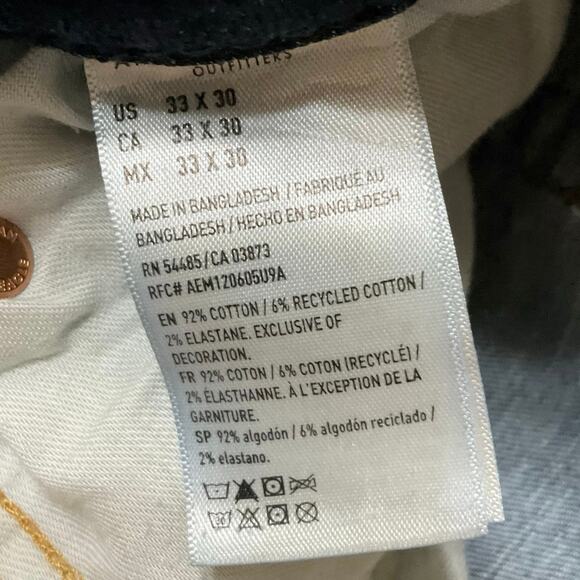 OUTFITTERS
US 33 X 30
CA 33 X 30
MX 33 X 30
MADE IN BANGLADESH / FABRIQUÉ AU
BANGLADESH / HECHO EN BANGLADESH
RN 54485/CA 03873
RFC# AEM120605U9A
EN 92% COTTON / 6% RECYCLED COTTON /
2% ELASTANE. EXCLUSIVE OF
DECORATION.
FR 92% COTON / 6% COTON (RECYCLÉ) /
2% ÉLASTHANNE. À L'EXCEPTION DE LA
GARNITURE.
SP 92% algodón / 6% algodón reciclado /
2% elastano.